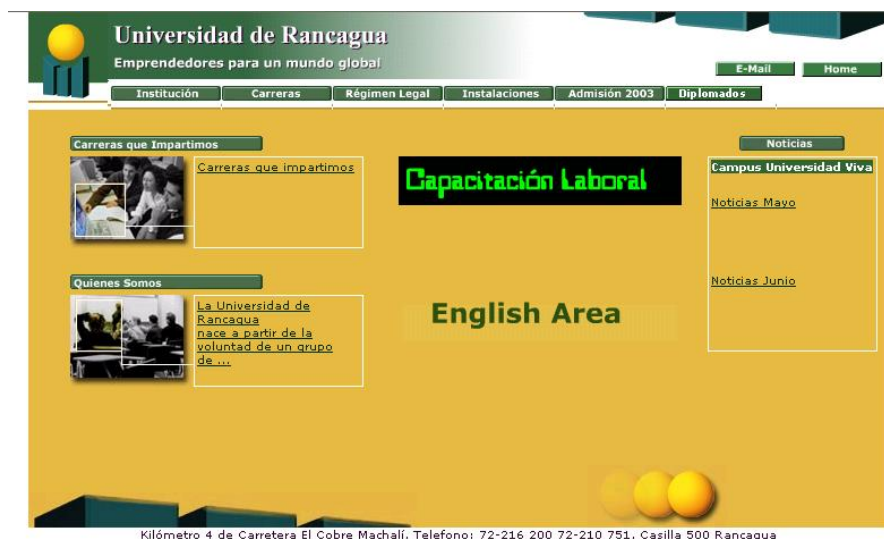 Universidad de Rancagua
Emprendedores para un mundo global
E-Mail
Home
Institución
Carreras
Régimen Legal
Instalaciones
Admisión 2003
Diplomados
Carreras que Impartimos
Carreras que impartimos
Quienes Somos
La Universidad de
Rancagua
nace a partir de la
voluntad de un grupo
de ...
Capacitación Laboral
English Area
Noticias
Campus Universidad Viva
Noticias Mayo
Noticias Junio
Kilómetro 4 de Carretera El Cobre Machalí. Telefono: 72-216 200 72-210 751. Casilla 500 Rancagua